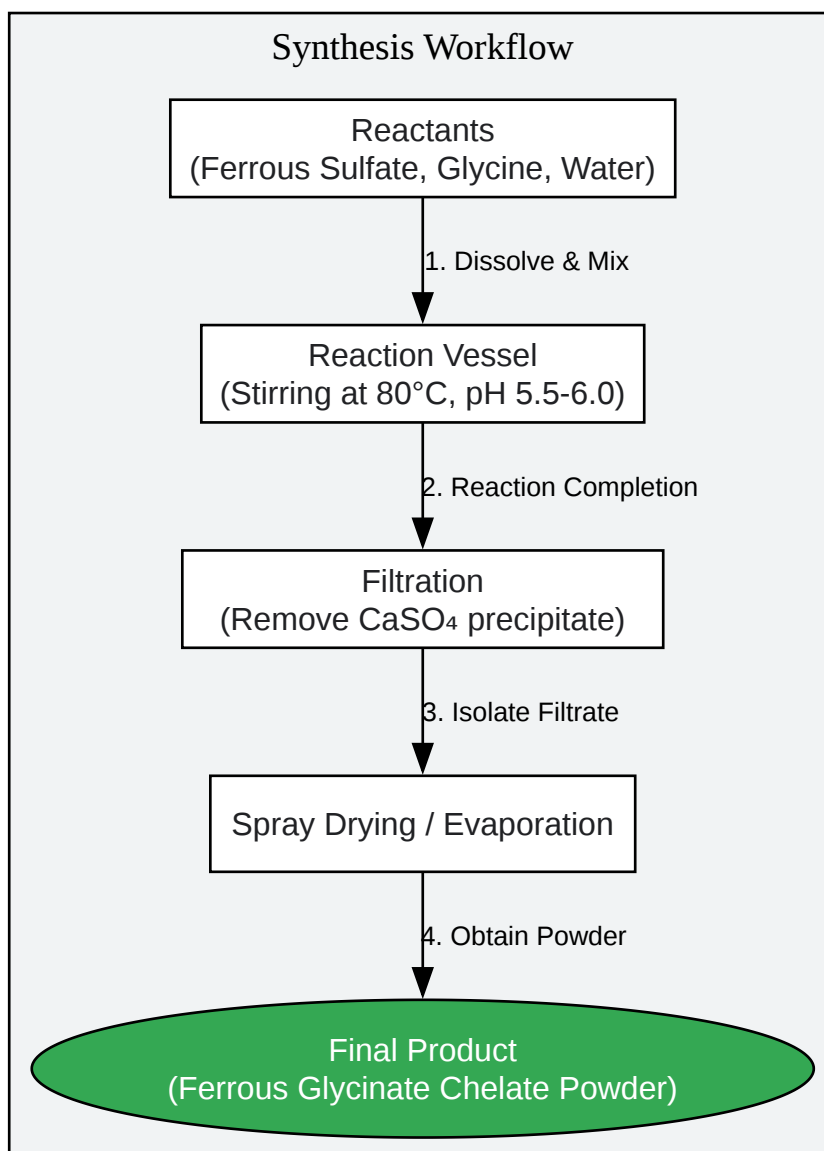 Synthesis Workflow
Reactants
(Ferrous Sulfate, Glycine, Water)
1. Dissolve & Mix
Reaction Vessel
(Stirring at 80°C, pH 5.5-6.0)
2. Reaction Completion
Filtration
(Remove CaSO₄ precipitate)
3. Isolate Filtrate
Spray Drying / Evaporation
4. Obtain Powder
Final Product
(Ferrous Glycinate Chelate Powder)